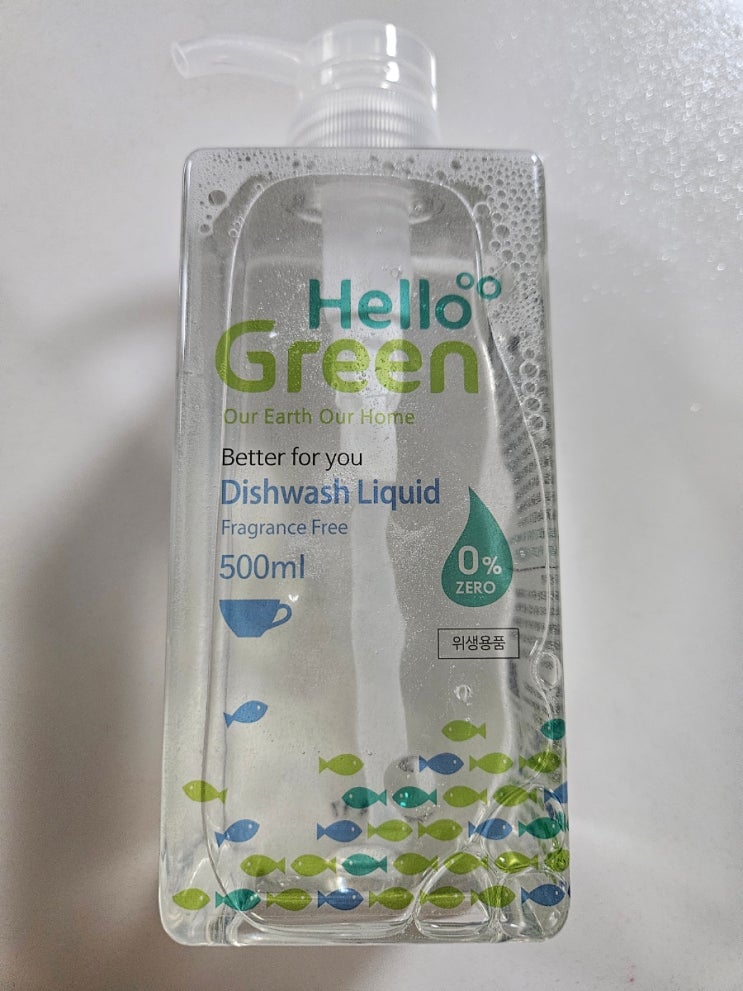 Hello
Green
Our Earth Our Home
Better for you
Dishwash Liquid
Fragrance Free
500ml
0%
ZERO
위생용품